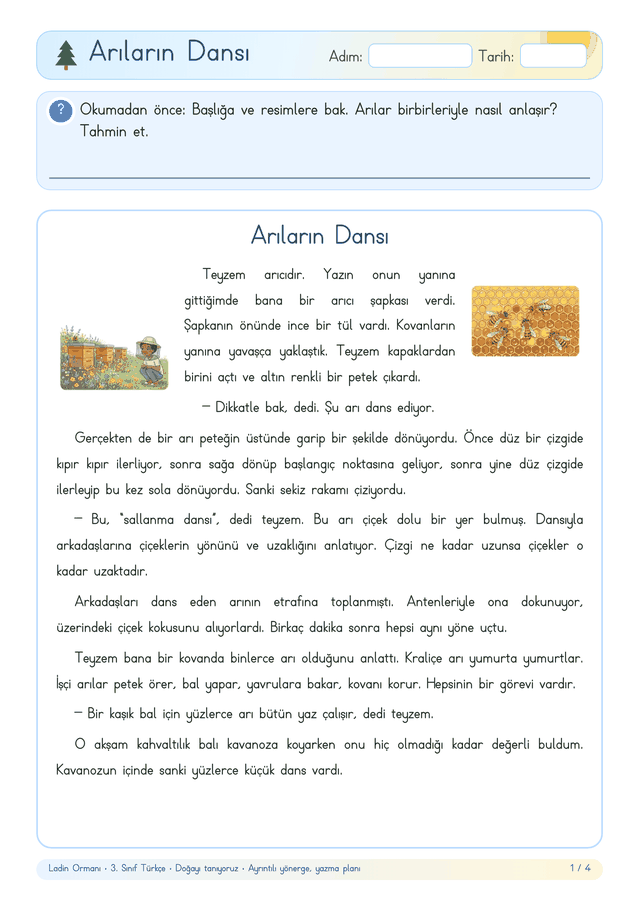 Arıların Dansı
Adım:
Tarih:
?
Okumadan önce: Başlığa ve resimlere bak. Arılar birbirleriyle nasıl anlaşır?
Tahmin et.
Arıların Dansı
Teyzem arıcıdır. Yazın onun yanına
gittiğimde bana bir arıcı şapkası verdi.
Şapkanın önünde ince bir tül vardı. Kovanların
yanına yavaşça yaklaştık. Teyzem kapaklardan
birini açtı ve altın renkli bir petek çıkardı.
– Dikkatle bak, dedi. Şu arı dans ediyor.
Gerçekten de bir arı peteğin üstünde garip bir şekilde dönüyordu. Önce düz bir çizgide
kıpır kıpır ilerliyor, sonra sağa dönüp başlangıç noktasına geliyor, sonra yine düz çizgide
ilerleyip bu kez sola dönüyordu. Sanki sekiz rakamı çiziyordu.
– Bu, “sallanma dansı”, dedi teyzem. Bu arı çiçek dolu bir yer bulmuş. Dansıyla
arkadaşlarına çiçeklerin yönünü ve uzaklığını anlatıyor. Çizgi ne kadar uzunsa çiçekler o
kadar uzaktadır.
Arkadaşları dans eden arının etrafına toplanmıştı. Antenleriyle ona dokunuyor,
üzerindeki çiçek kokusunu alıyorlardı. Birkaç dakika sonra hepsi aynı yöne uçtu.
Teyzem bana bir kovanda binlerce arı olduğunu anlattı. Kraliçe arı yumurta yumurtlar.
İşçi arılar petek örer, bal yapar, yavrulara bakar, kovanı korur. Hepsinin bir görevi vardır.
– Bir kaşık bal için yüzlerce arı bütün yaz çalışır, dedi teyzem.
O akşam kahvaltılık balı kavanoza koyarken onu hiç olmadığı kadar değerli buldum.
Kavanozun içinde sanki yüzlerce küçük dans vardı.
Ladin Ormanı • 3. Sınıf Türkçe • Doğayı tanıyoruz • Ayrıntılı yönerge, yazma planı
1 / 4